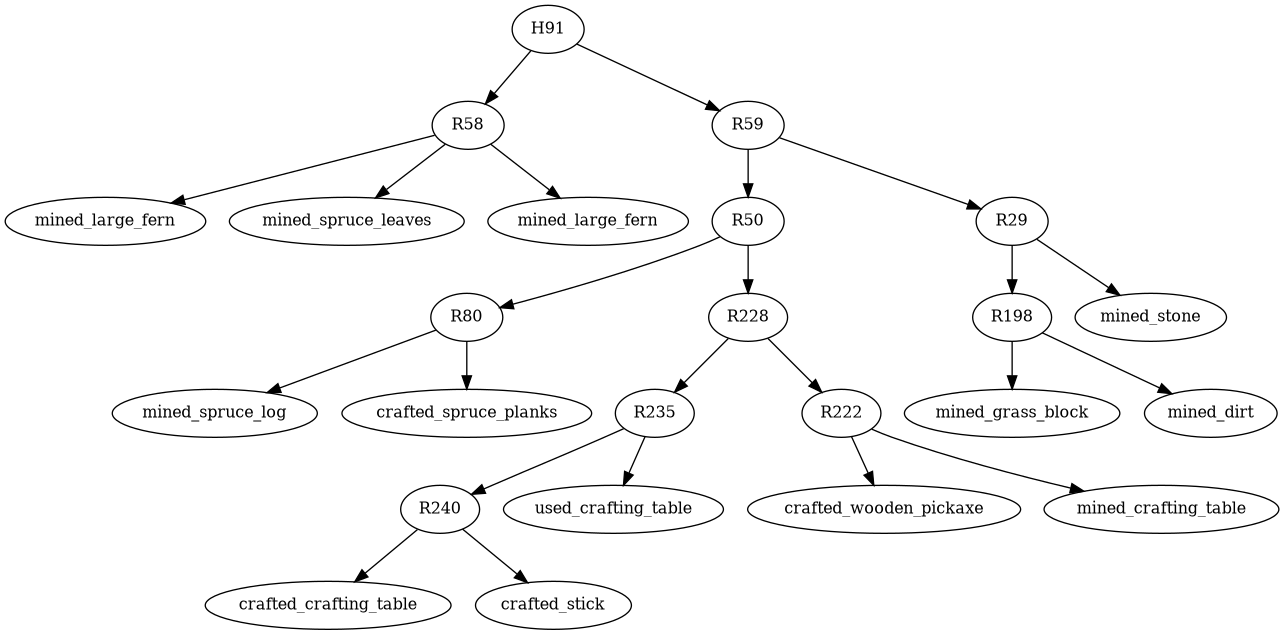 H91
R58
R59
mined_large_fern
mined_spruce_leaves
mined_large_fern
R50
R29
R80
R228
R198
mined_stone
mined_spruce_log
crafted_spruce_planks
R235
R222
mined_grass_block
mined_dirt
R240
used_crafting_table
crafted_wooden_pickaxe
mined_crafting_table
crafted_crafting_table
crafted_stick